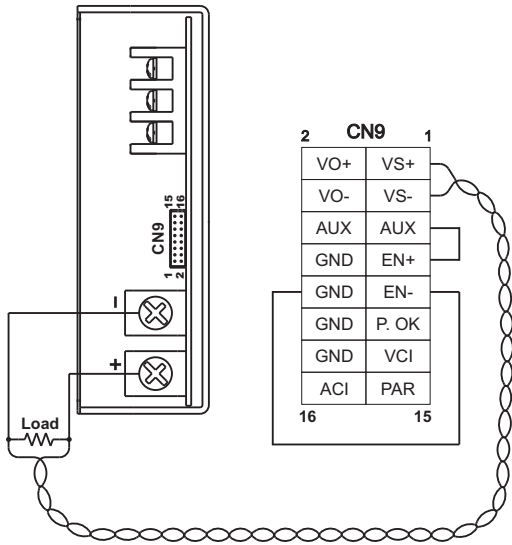 15
16
CN9
1
2
-
+
Load
2 CN9 1
VO+ VS+
VO- VS-
AUX AUX
GND EN+
GND EN-
GND P. OK
GND VCI
ACI PAR
16 15